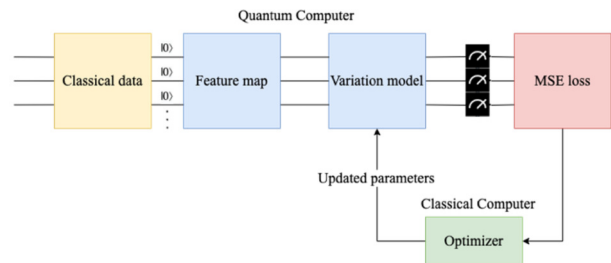 Quantum Computer
|0⟩
|0⟩
|0⟩
Classical data
Feature map
Variation model
MSE loss
Updated parameters
Classical Computer
Optimizer